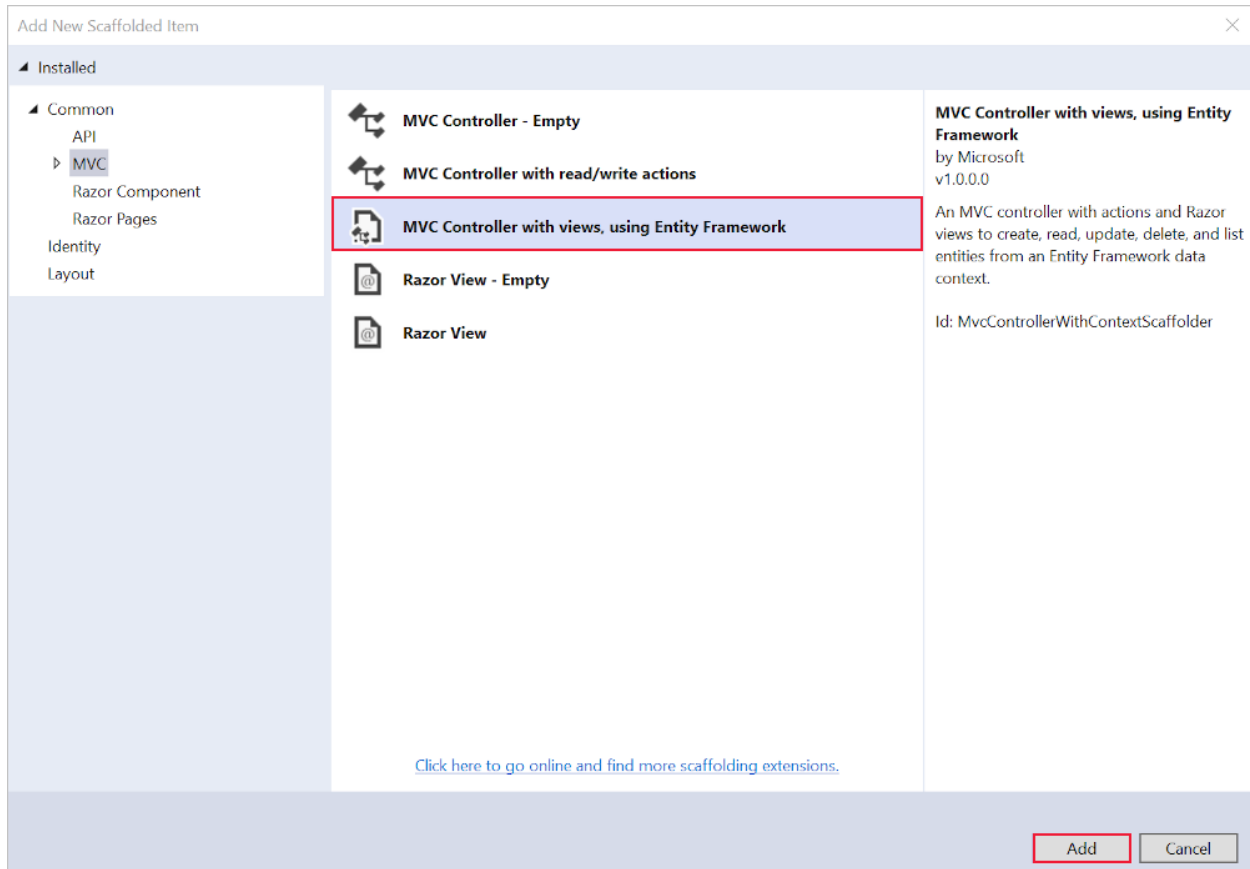 Add New Scaffolded Item
Installed
Common
API
MVC
Razor Component
Razor Pages
Identity
Layout
MVC Controller - Empty
MVC Controller with read/write actions
MVC Controller with views, using Entity Framework
Razor View - Empty
Razor View
Click here to go online and find more scaffolding extensions.
MVC Controller with views, using Entity
Framework
by Microsoft
v1.0.0.0
An MVC controller with actions and Razor
views to create, read, update, delete, and list
entities from an Entity Framework data
context.
Id: MvcControllerWithContextScaffolder
Add
Cancel